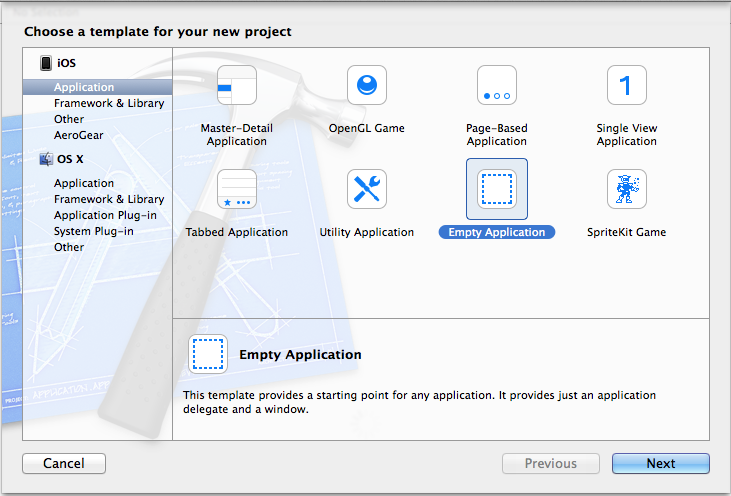 Choose a template for your new project
iOS
Application
Framework & Library
Other
AeroGear
OS X
Application
Framework & Library
Application Plug-in
System Plug-in
Other
Master-Detail
Application
OpenGL Game
Page-Based
Application
1
Single View
Application
Tabbed Application
Utility Application
Empty Application
SpriteKit Game
Empty Application
This template provides a starting point for any application. It provides just an application
delegate and a window.
Cancel
Previous
Next